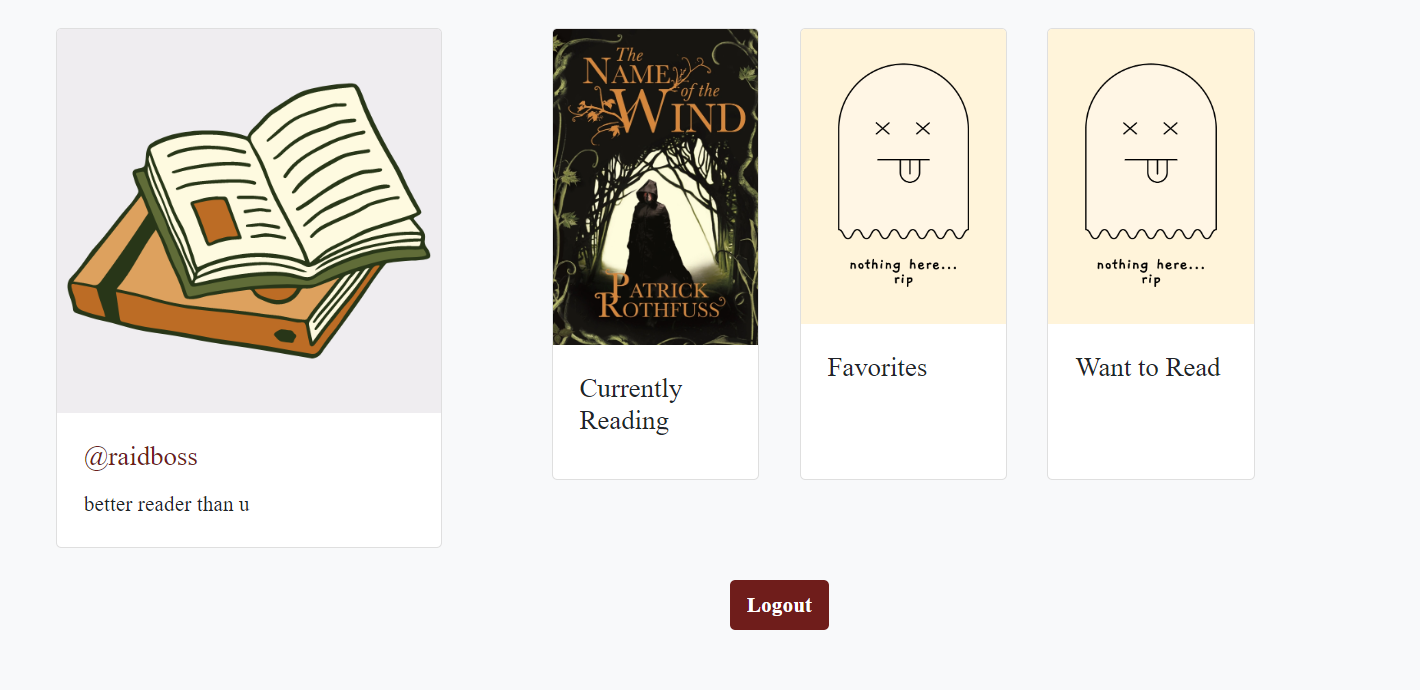 @raidboss
better reader than u
The
NAME
of the
WIND
PATRICK
ROTHFUSS
Currently
Reading
nothing here...
rip
Favorites
nothing here...
rip
Want to Read
Logout